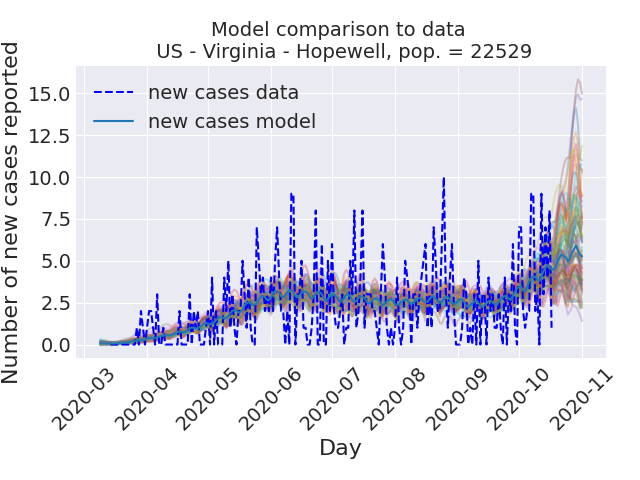 Model comparison to data
US - Virginia - Hopewell, pop. = 22529
new cases data
new cases model
Number of new cases reported
15.0
12.5
10.0
7.5
5.0
2.5
0.0
2020-03
2020-04
2020-05
2020-06
2020-07
2020-08
2020-09
2020-10
2020-11
Day